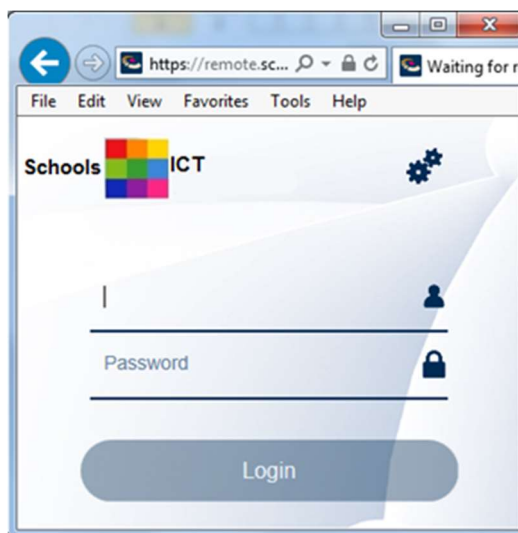 https://remote.sc... Waiting for r
File Edit View Favorites Tools Help
Schools ICT
Password
Login